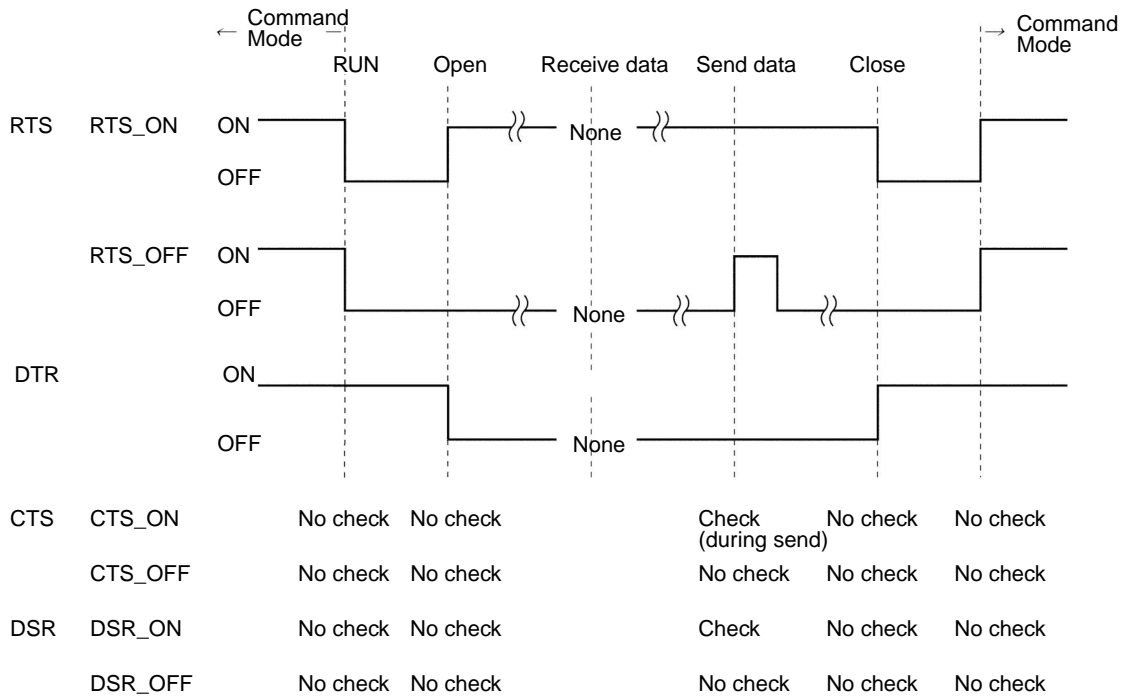 ← Command Mode
→ Command Mode
RUN Open Receive data Send data Close
RTS RTS_ON ON
None
OFF
RTS_OFF ON
OFF
None
DTR ON
OFF
None
CTS CTS_ON No check No check Check (during send) No check No check
CTS_OFF No check No check No check No check No check
DSR DSR_ON No check No check Check No check No check
DSR_OFF No check No check No check No check No check